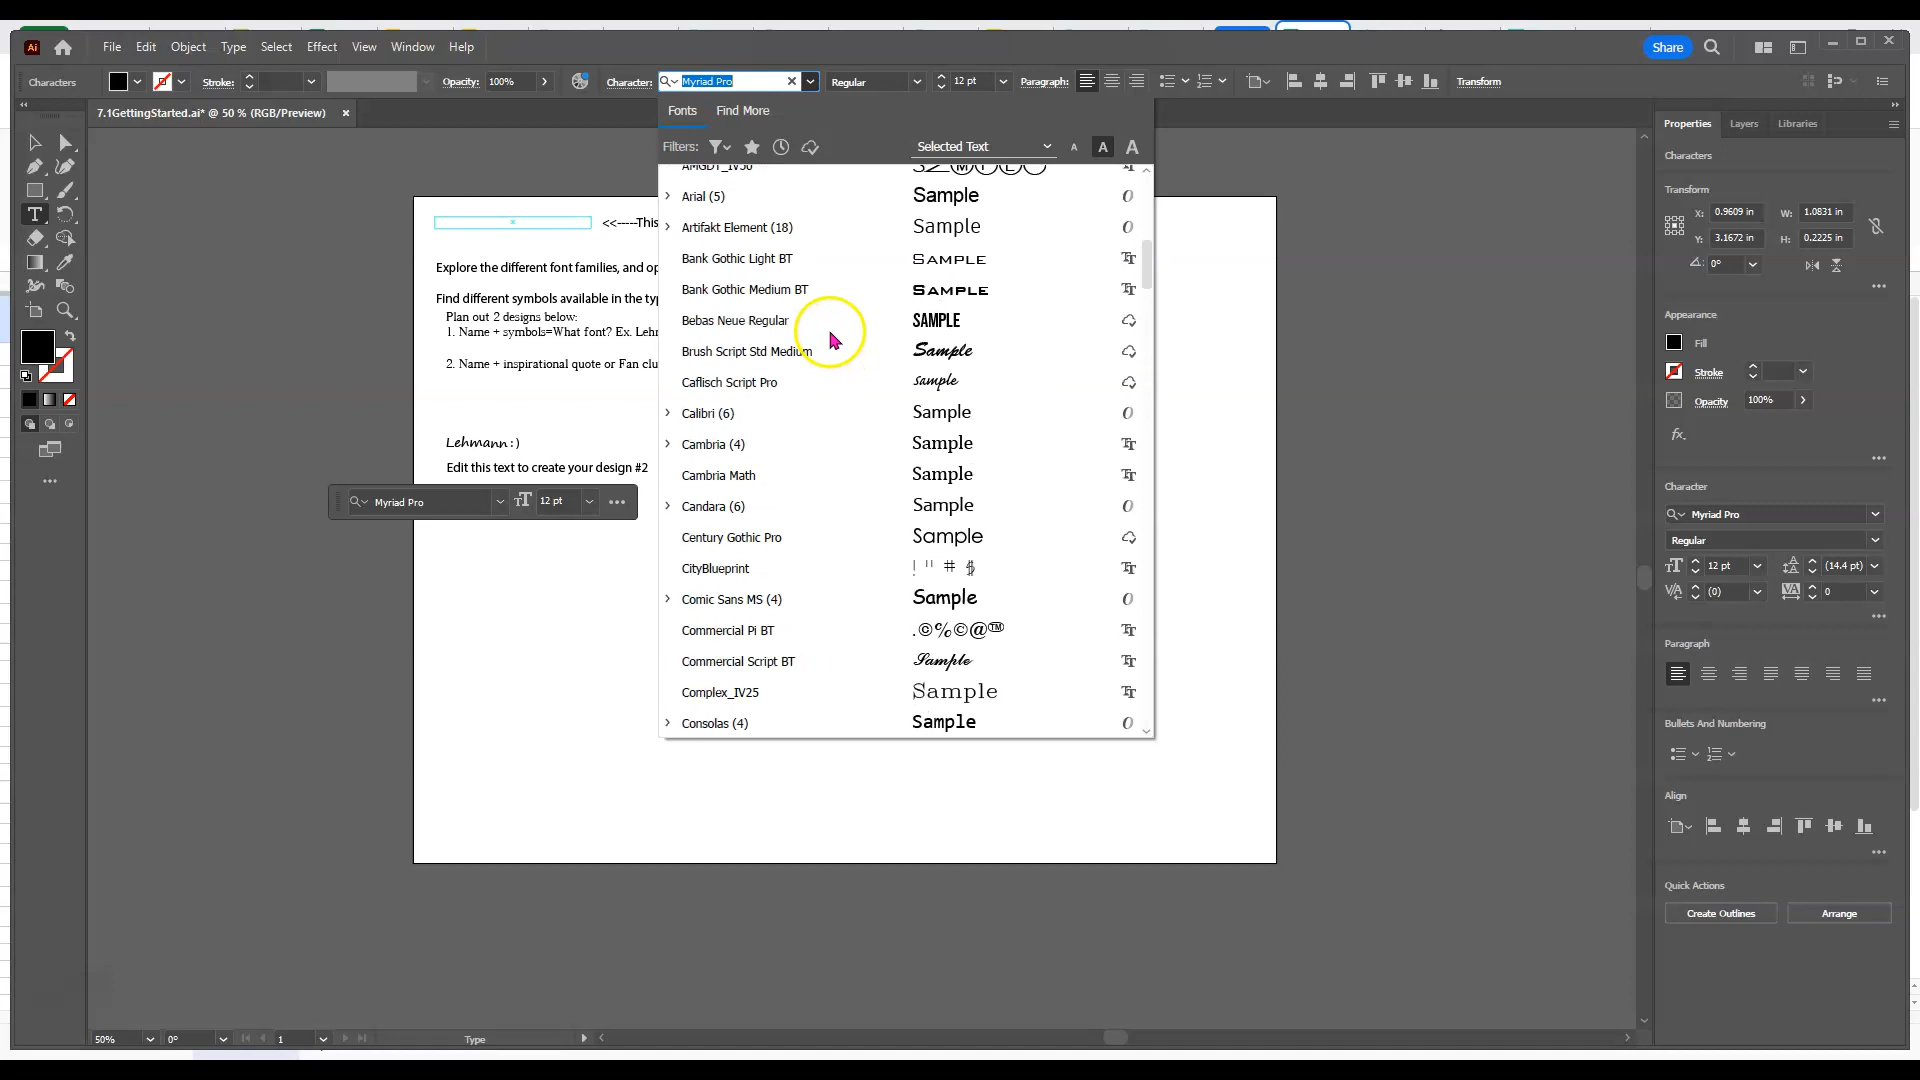 Ai File Edit Object Type Select Effect View Window Help Share
Characters Stroke: Opacity: 100% Character: Myriad Pro Regular 12 pt Paragraph: Transform
7.1GettingStarted.ai* @ 50 % (RGB/Preview) ×
Fonts Find More
Filters: Selected Text A A A
Arial (5) Sample
Artifakt Element (18) Sample
Bank Gothic Light BT SAMPLE
Bank Gothic Medium BT SAMPLE
Bebas Neue Regular SAMPLE
Brush Script Std Medium Sample
Caflisch Script Pro Sample
Calibri (6) Sample
Cambria (4) Sample
Cambria Math Sample
Candara (6) Sample
Century Gothic Pro Sample
CityBlueprint ! " # $
Comic Sans MS (4) Sample
Commercial Pi BT .©%©@™
Commercial Script BT Sample
Complex_IV25 Sample
Consolas (4) Sample
<<-----This
Explore the different font families, and op
Find different symbols available in the typ
Plan out 2 designs below:
1. Name + symbols=What font? Ex. Lehm
2. Name + inspirational quote or Fan clu
Lehmann:)
Edit this text to create your design #2
Myriad Pro 12 pt
Properties Layers Libraries
Characters
Transform
X: 0.9609 in W: 1.0831 in
Y: 3.1672 in H: 0.2225 in
0°
Appearance
Fill
Stroke
Opacity 100%
fx.
Character
Myriad Pro
Regular
12 pt (14.4 pt)
(0) 0
Paragraph
Bullets And Numbering
Align
Quick Actions
Create Outlines Arrange
50% 0° 1 Type